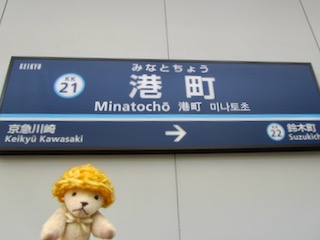 KEIKYU
KK
21
みなとちょう
港町
Minatochō 港町 미나토초
京急川崎
Keikyū Kawasaki
KK
22
鈴木町
Suzukich